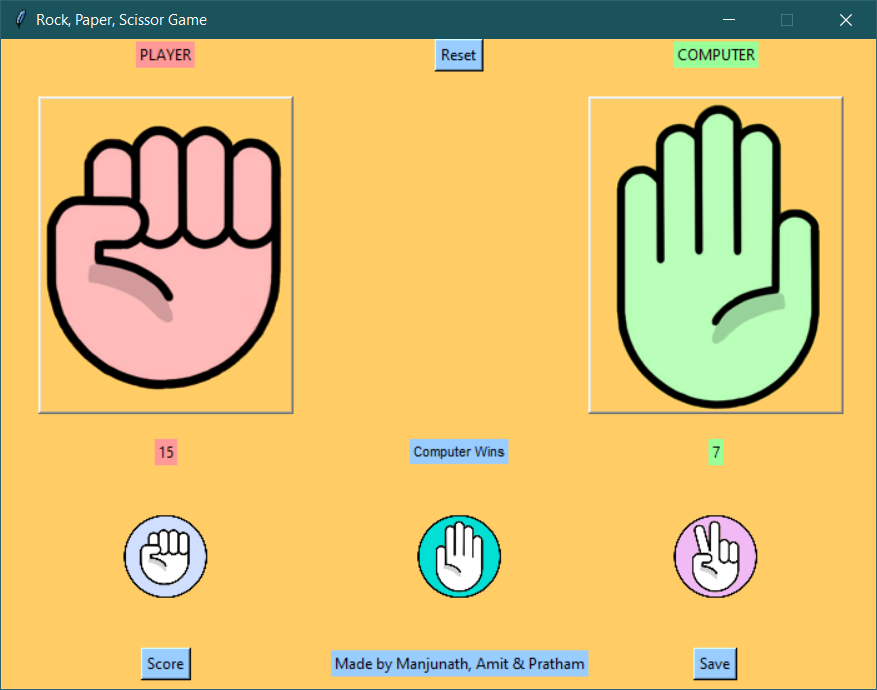 Rock, Paper, Scissor Game
PLAYER
Reset
COMPUTER
15
Computer Wins
7
Score
Made by Manjunath, Amit & Pratham
Save